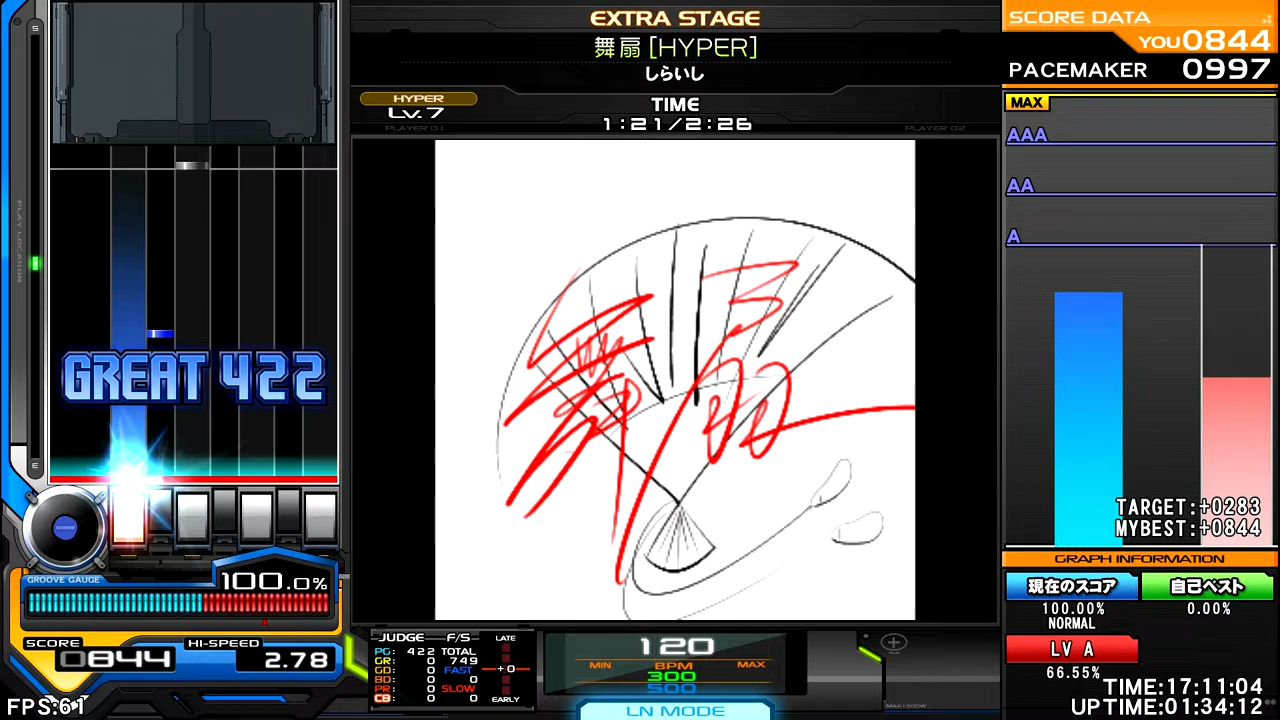 EXTRA STAGE
舞扇 [HYPER]
しらいし
HYPER
Lv.7
TIME
1:21/2:26
PLAYER 01
PLAYER 02
SCORE DATA
YOU 0844
PACEMAKER 0997
MAX
AAA
AA
A
S
PLAY LOCATION
E
GREAT 422
舞扇
TARGET:+0283
MYBEST:+0844
GRAPH INFORMATION
現在のスコア
自己ベスト
100.00%
0.00%
NORMAL
LV A
66.55%
GROOVE GAUGE
100.0%
SCORE
0844
HI-SPEED
2.78
JUDGE F/S
PG: 422 TOTAL
GR: 0 749
GD: 0 FAST
BD: 0 0
PR: 0 SLOW
CB: 0 0
LATE
+0
EARLY
120
MIN BPM MAX
300
500
LN MODE
FPS:61
TIME:17:11:04
UPTIME:01:34:12